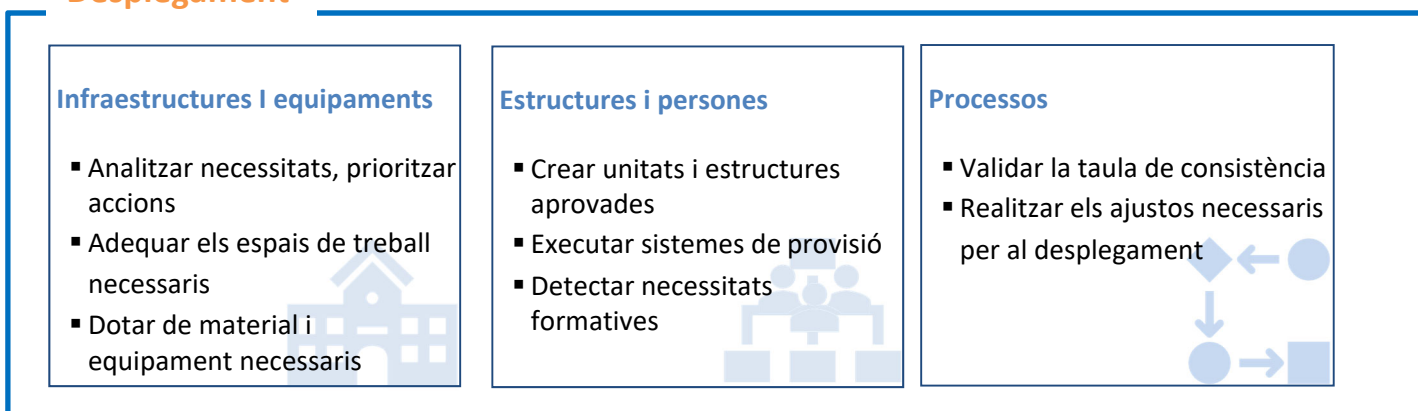 Desplegament
Infraestructures I equipaments
▪ Analitzar necessitats, prioritzar
accions
▪ Adequar els espais de treball
necessaris
▪ Dotar de material i
equipament necessaris
Estructures i persones
▪ Crear unitats i estructures
aprovades
▪ Executar sistemes de provisió
▪ Detectar necessitats
formatives
Processos
▪ Validar la taula de consistència
▪ Realitzar els ajustos necessaris
per al desplegament